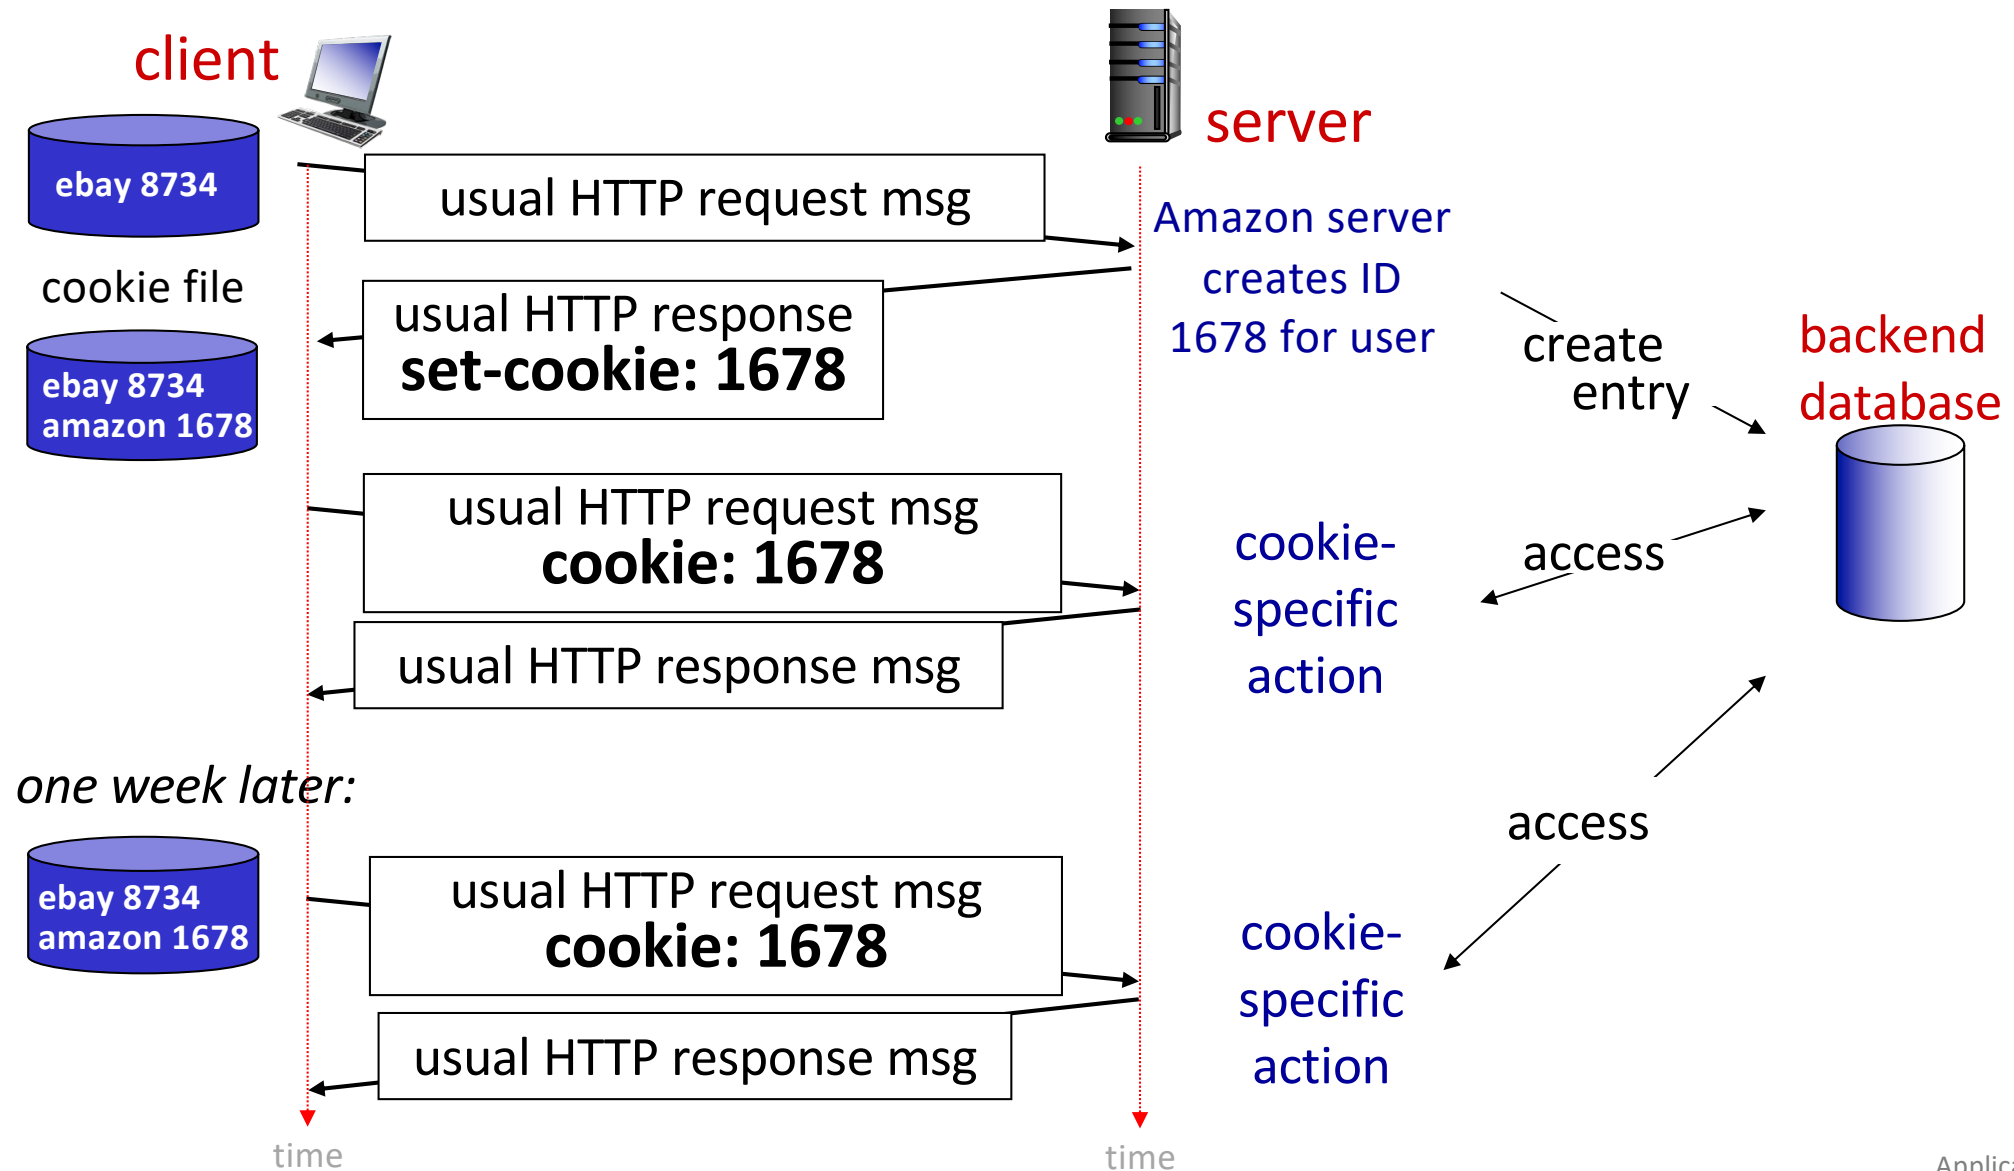 client
server
ebay 8734
usual HTTP request msg
Amazon server
creates ID
1678 for user
cookie file
usual HTTP response
set-cookie: 1678
create
entry
backend
database
ebay 8734
amazon 1678
usual HTTP request msg
cookie: 1678
cookie-
specific
action
access
usual HTTP response msg
one week later:
access
ebay 8734
amazon 1678
usual HTTP request msg
cookie: 1678
cookie-
specific
action
usual HTTP response msg
time
time
Applica